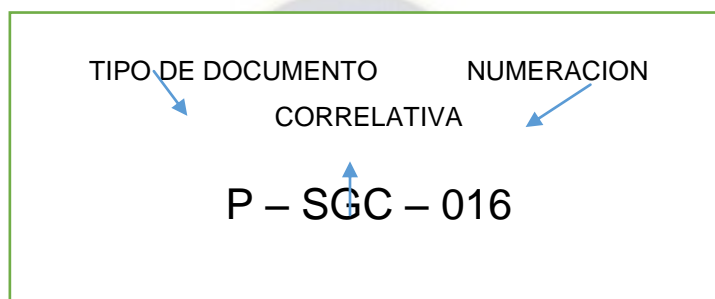 TIPO DE DOCUMENTO NUMERACION
CORRELATIVA
P – SGC – 016